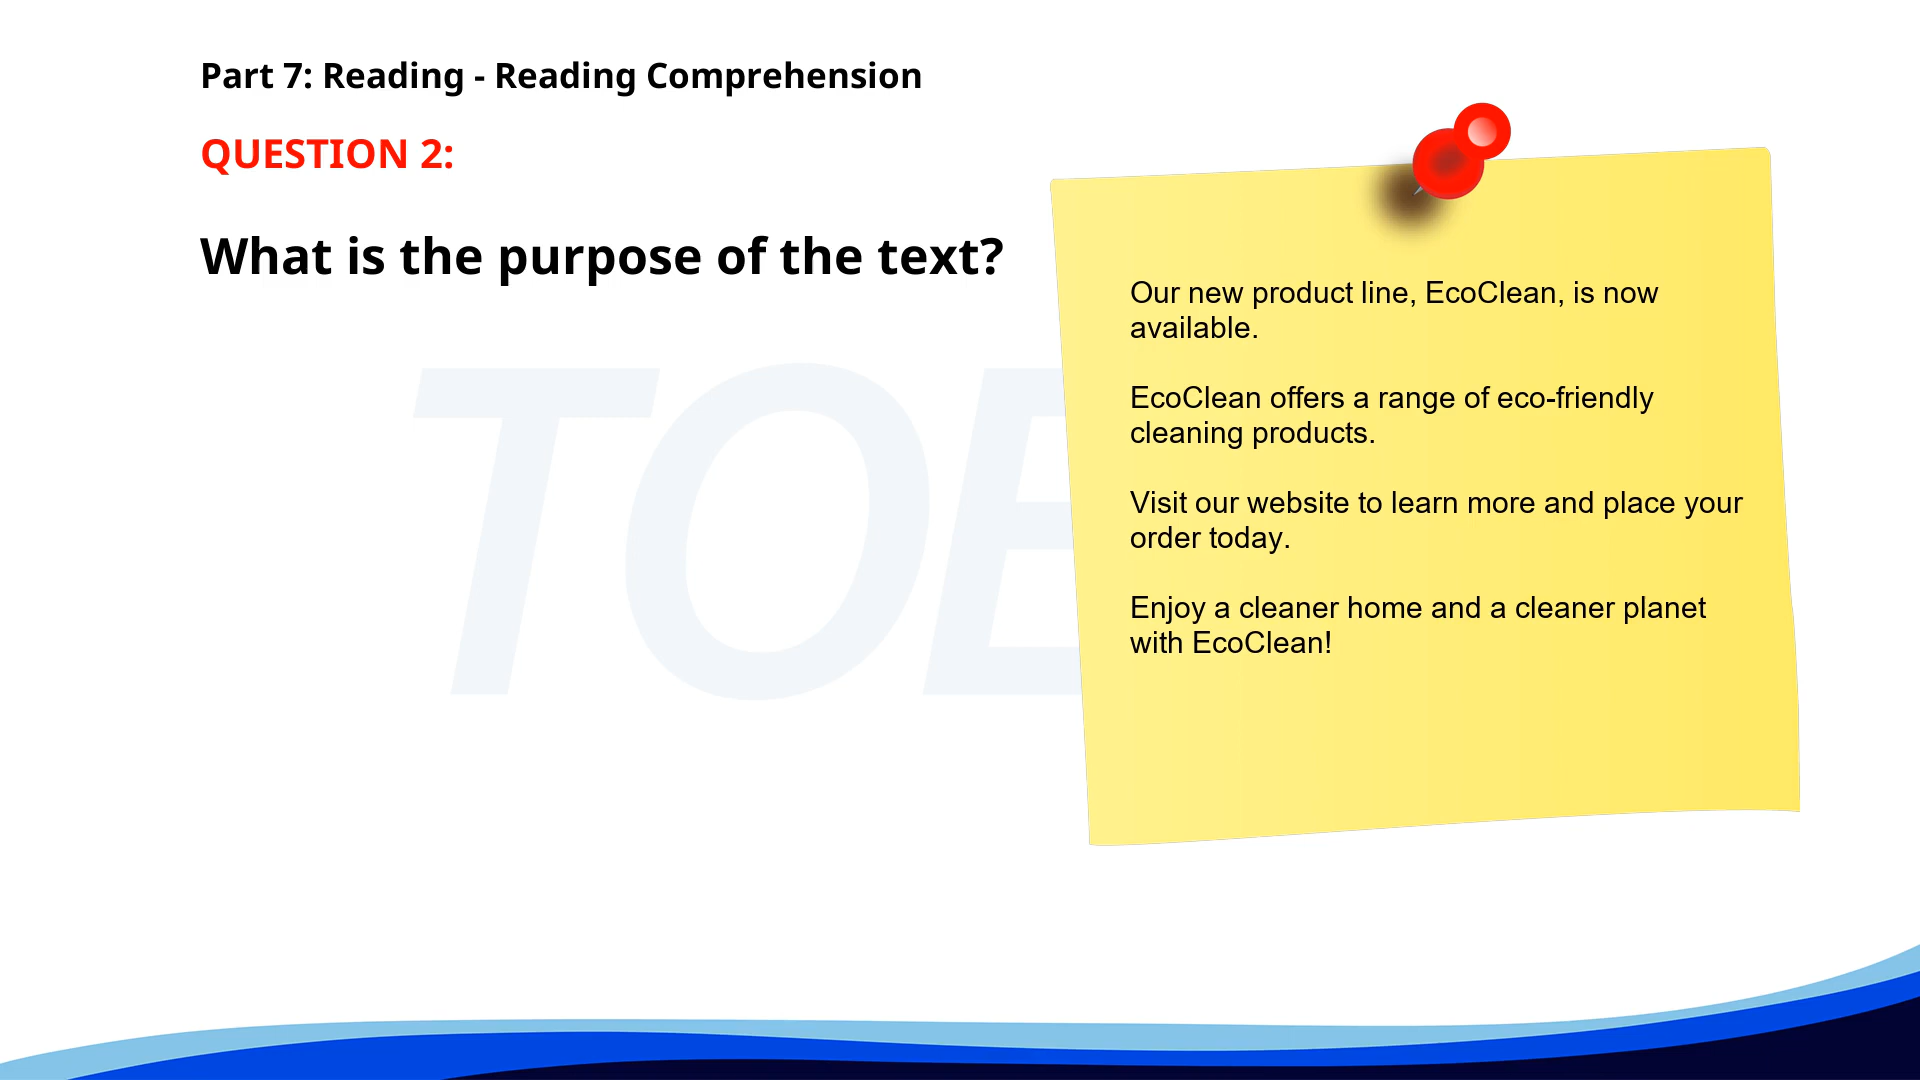 Part 7: Reading - Reading Comprehension
QUESTION 2:
What is the purpose of the text?
Our new product line, EcoClean, is now
available.
EcoClean offers a range of eco-friendly
cleaning products.
Visit our website to learn more and place your
order today.
Enjoy a cleaner home and a cleaner planet
with EcoClean!
TOE